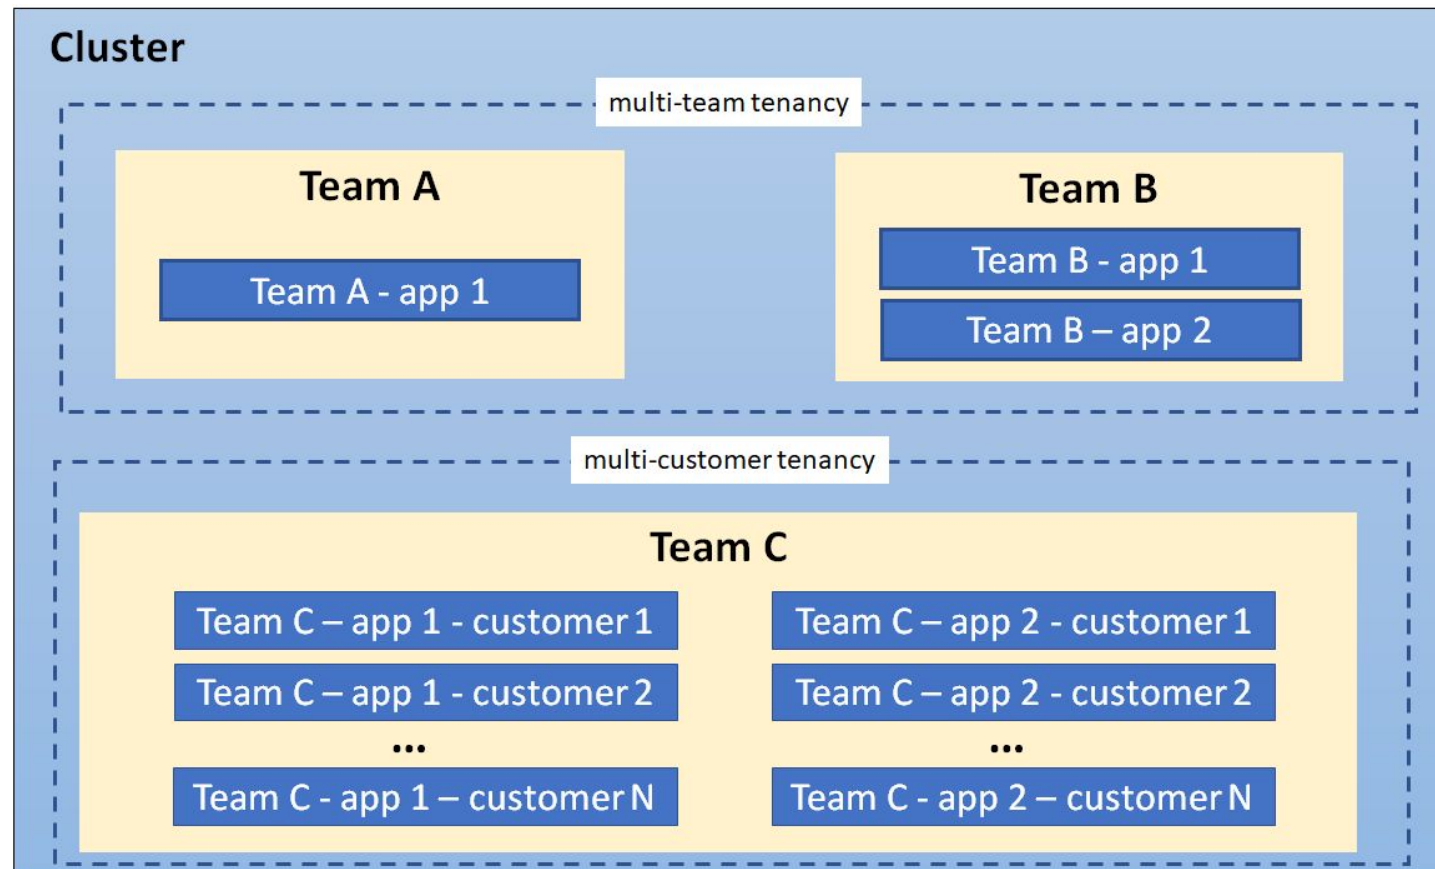 Cluster
multi-team tenancy
Team A
Team A - app 1
Team B
Team B - app 1
Team B – app 2
multi-customer tenancy
Team C
Team C – app 1 - customer 1
Team C – app 1 - customer 2
...
Team C - app 1 – customer N
Team C – app 2 - customer 1
Team C – app 2 - customer 2
...
Team C - app 2 – customer N